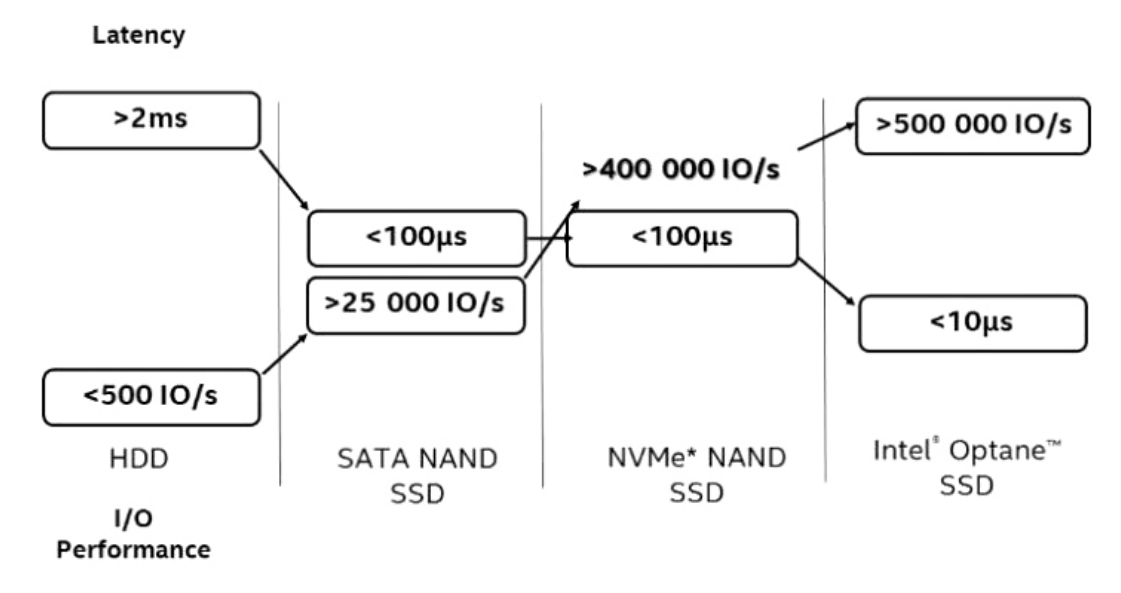 Latency
>2ms
>500 000 IO/s
>400 000 IO/s
<100µs
<100µs
>25 000 IO/s
<10µs
<500 IO/s
HDD
SATA NAND
SSD
NVMe* NAND
SSD
Intel® Optane™
SSD
I/O
Performance